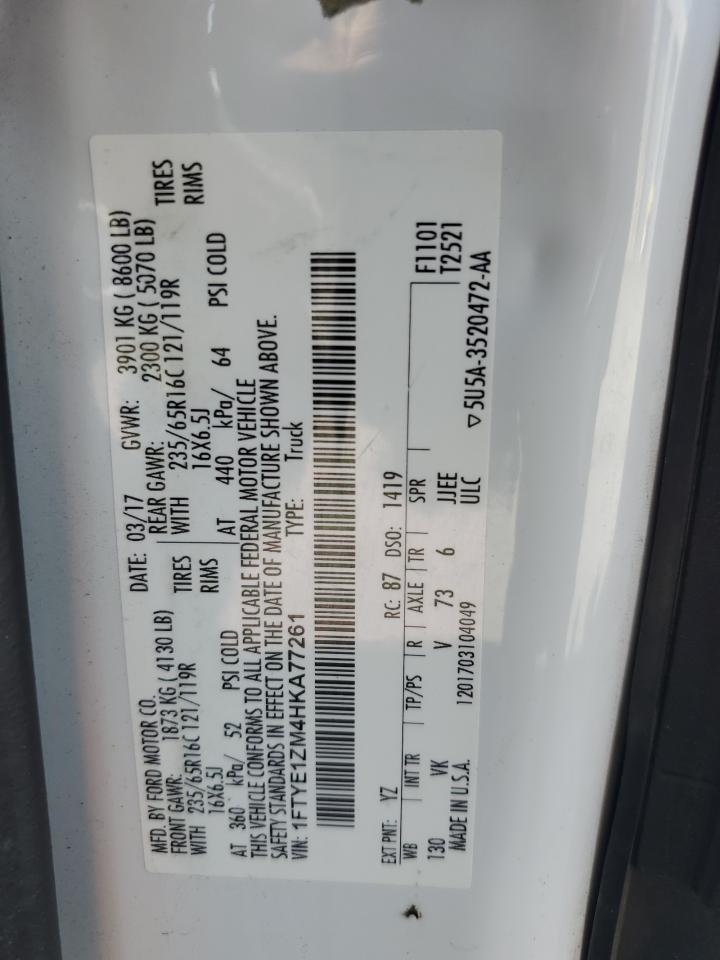 MFD. BY FORD MOTOR CO.
DATE: 03/17 GVWR: 3901 KG ( 8600 LB)
FRONT GAWR: 1873 KG ( 4130 LB) REAR GAWR: 2300 KG ( 5070 LB)
WITH 235/65R16C 121/119R TIRES WITH 235/65R16C 121/119R TIRES
16X6.5J RIMS 16X6.5J RIMS
AT 360 kPa/ 52 PSI COLD AT 440 kPa/ 64 PSI COLD
THIS VEHICLE CONFORMS TO ALL APPLICABLE FEDERAL MOTOR VEHICLE
SAFETY STANDARDS IN EFFECT ON THE DATE OF MANUFACTURE SHOWN ABOVE.
VIN: 1FTYE1ZM4HKA77261 TYPE: Truck
EXT PNT: YZ RC: 87 DSO: 1419
WB INT TR TP/PS R AXLE TR SPR F1101
130 VK V 73 6 JJEE T2521
MADE IN U.S.A. 1201703104049 ULC
▽5U5A-3520472-AA